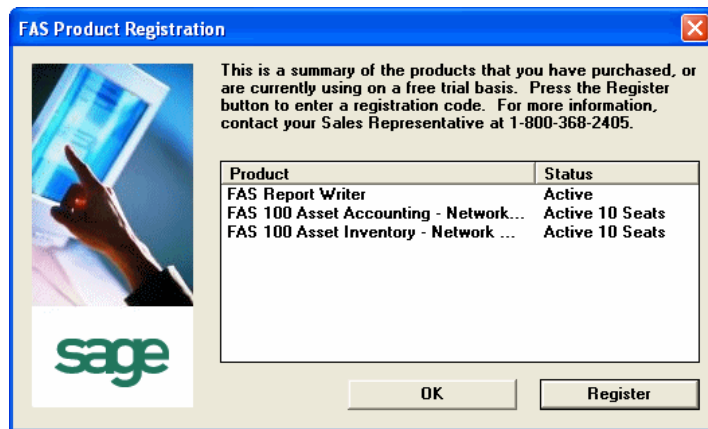 FAS Product Registration
This is a summary of the products that you have purchased, or
are currently using on a free trial basis. Press the Register
button to enter a registration code. For more information,
contact your Sales Representative at 1-800-368-2405.
Product Status
FAS Report Writer Active
FAS 100 Asset Accounting - Network... Active 10 Seats
FAS 100 Asset Inventory - Network ... Active 10 Seats
sage
OK Register